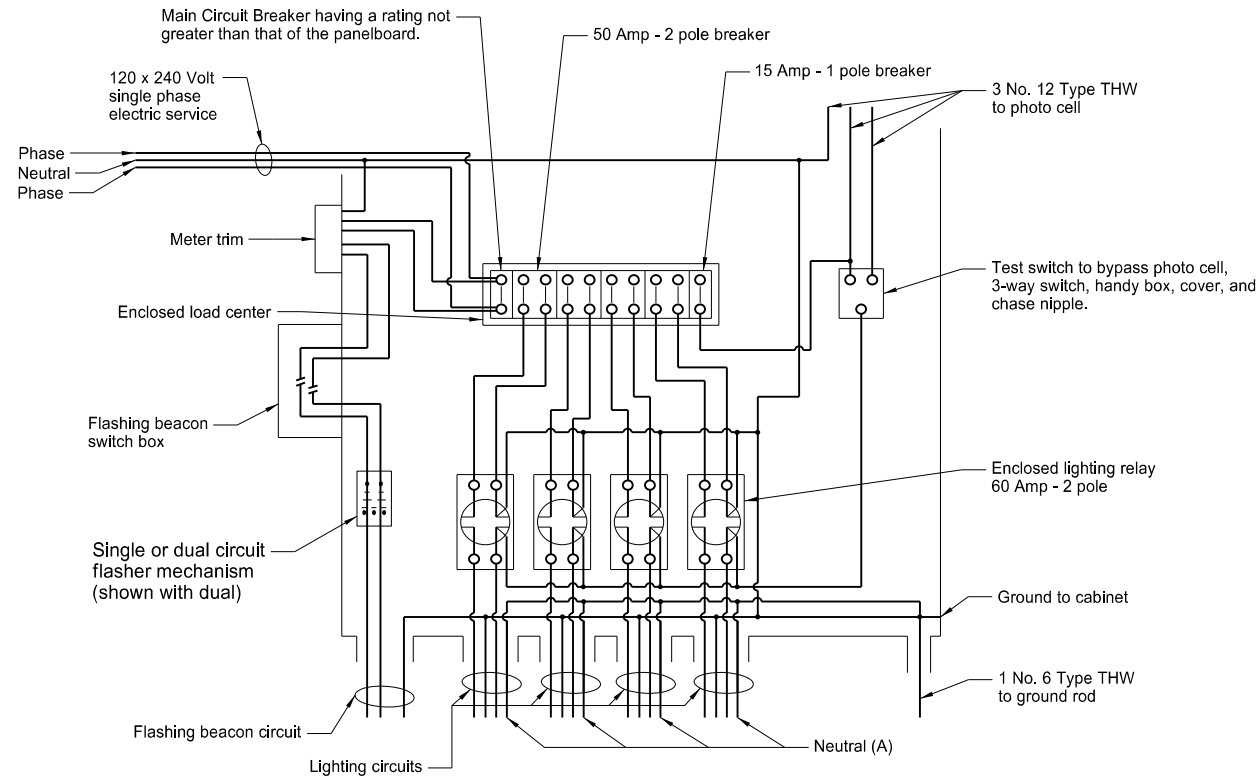 Main Circuit Breaker having a rating not
greater than that of the panelboard.
50 Amp - 2 pole breaker
15 Amp - 1 pole breaker
120 x 240 Volt
single phase
electric service
3 No. 12 Type THW
to photo cell
Phase
Neutral
Phase
Meter trim
Test switch to bypass photo cell,
3-way switch, handy box, cover, and
chase nipple.
Enclosed load center
Flashing beacon
switch box
Enclosed lighting relay
60 Amp - 2 pole
Single or dual circuit
flasher mechanism
(shown with dual)
Ground to cabinet
1 No. 6 Type THW
to ground rod
Flashing beacon circuit
Neutral (A)
Lighting circuits